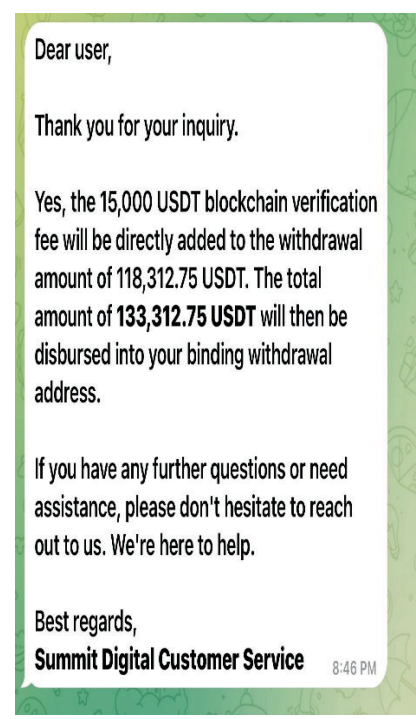 Dear user,
Thank you for your inquiry.
Yes, the 15,000 USDT blockchain verification
fee will be directly added to the withdrawal
amount of 118,312.75 USDT. The total
amount of 133,312.75 USDT will then be
disbursed into your binding withdrawal
address.
If you have any further questions or need
assistance, please don't hesitate to reach
out to us. We're here to help.
Best regards,
Summit Digital Customer Service
8:46 PM